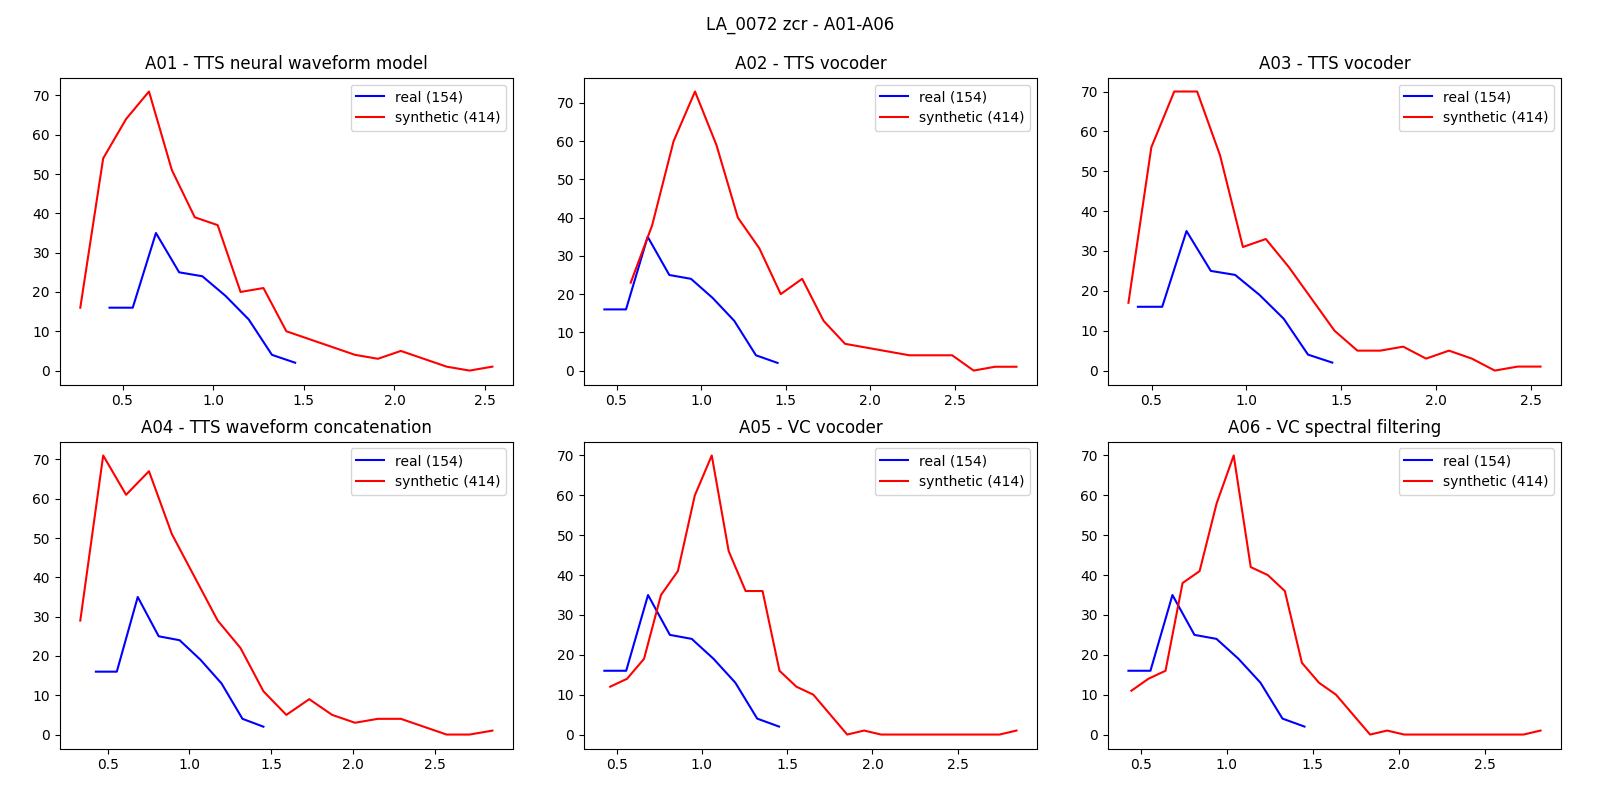 LA_0072 zcr - A01-A06
A01 - TTS neural waveform model
real (154)
synthetic (414)
70
60
50
40
30
20
10
0
0.5 1.0 1.5 2.0 2.5
A02 - TTS vocoder
real (154)
synthetic (414)
70
60
50
40
30
20
10
0
0.5 1.0 1.5 2.0 2.5
A03 - TTS vocoder
real (154)
synthetic (414)
70
60
50
40
30
20
10
0
0.5 1.0 1.5 2.0 2.5
A04 - TTS waveform concatenation
real (154)
synthetic (414)
70
60
50
40
30
20
10
0
0.5 1.0 1.5 2.0 2.5
A05 - VC vocoder
real (154)
synthetic (414)
70
60
50
40
30
20
10
0
0.5 1.0 1.5 2.0 2.5
A06 - VC spectral filtering
real (154)
synthetic (414)
70
60
50
40
30
20
10
0
0.5 1.0 1.5 2.0 2.5